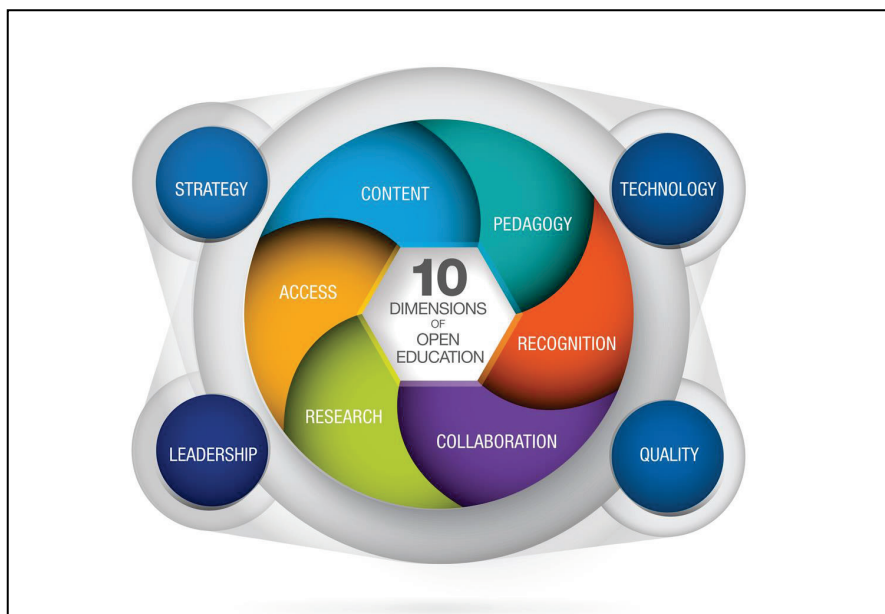 STRATEGY
CONTENT
TECHNOLOGY
PEDAGOGY
ACCESS
10
DIMENSIONS
OF
OPEN
EDUCATION
RECOGNITION
RESEARCH
COLLABORATION
LEADERSHIP
QUALITY